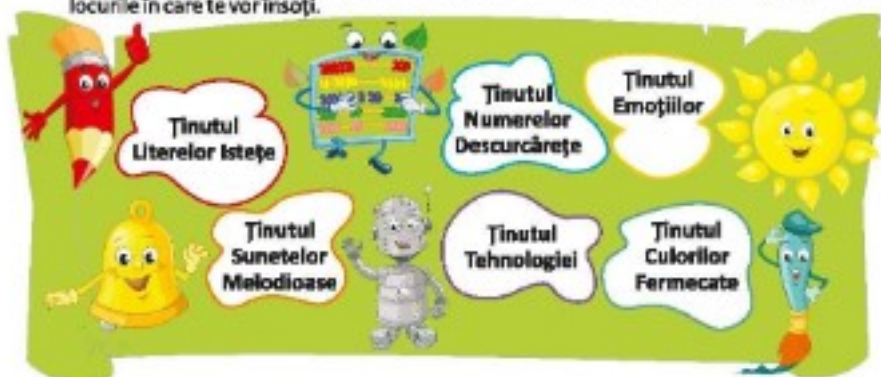 locurile în care te vor însoți.
Ținutul
Literelor Istețe
Ținutul
Numerelor
Descurcărețe
Ținutul
Emoțiilor
Ținutul
Sunetelor
Melodioase
Ținutul
Tehnologiei
Ținutul
Culorilor
Fermecate